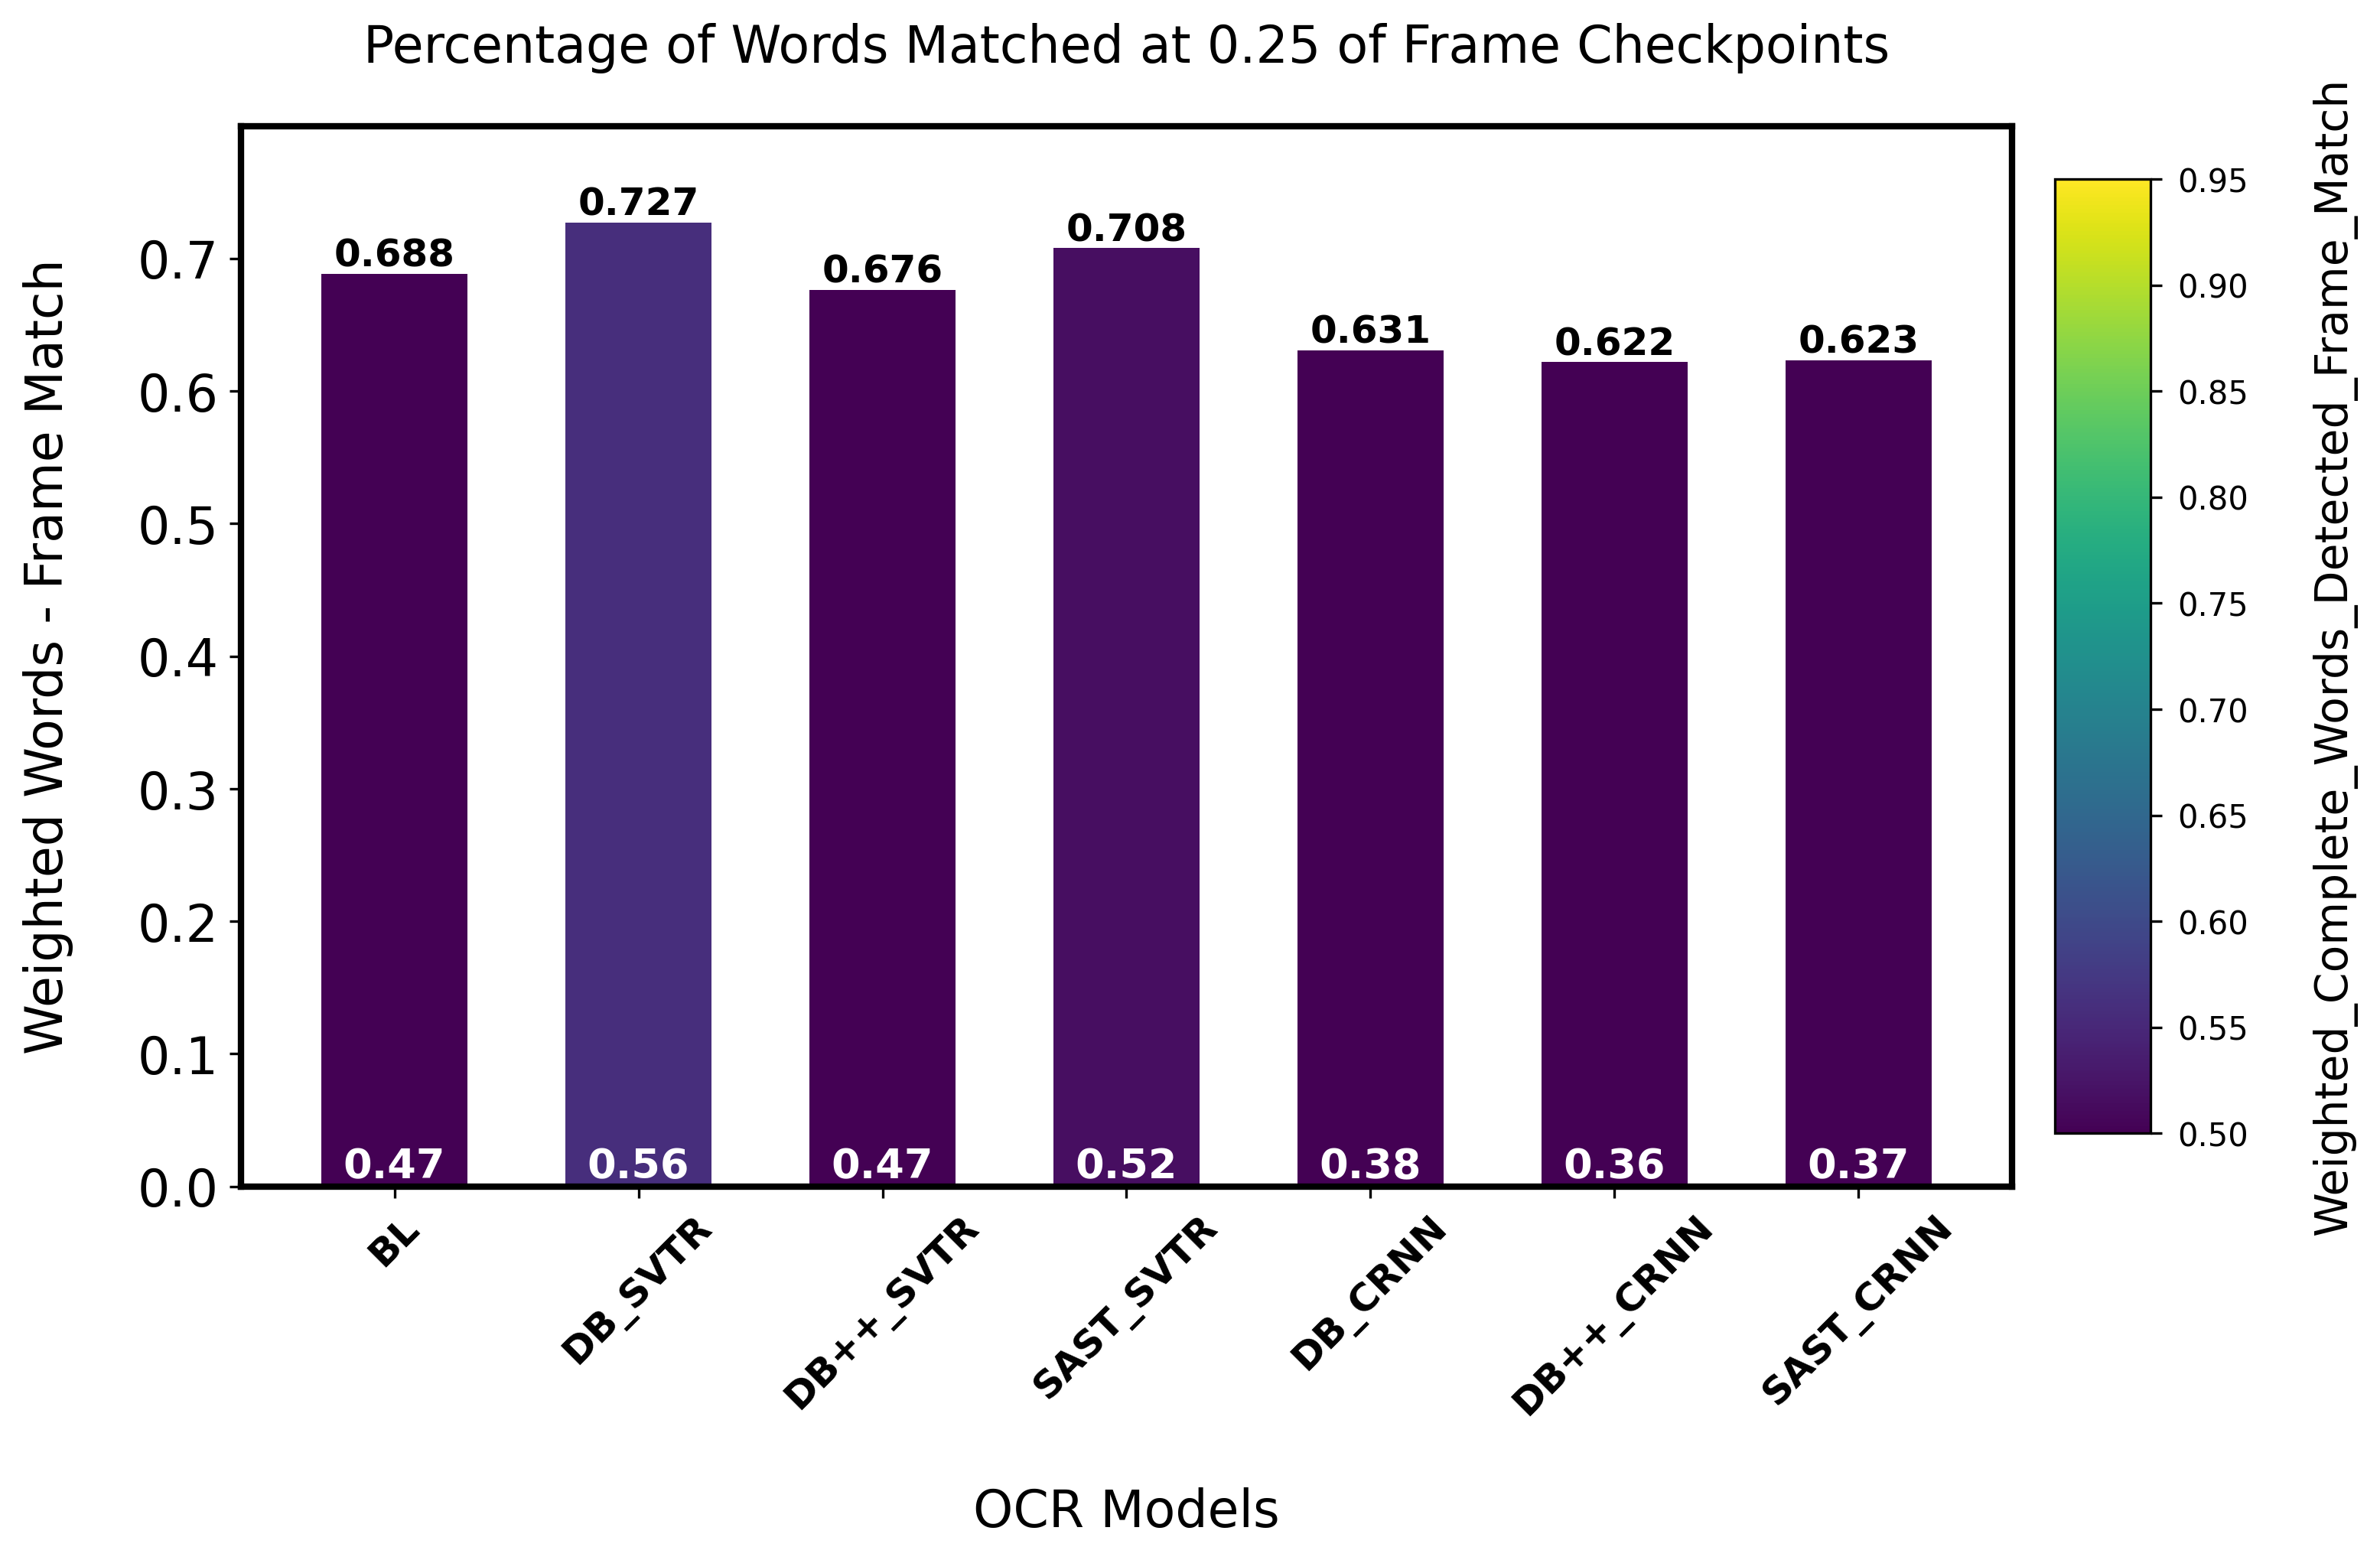 Percentage of Words Matched at 0.25 of Frame Checkpoints
Weighted Words - Frame Match
0.7
0.6
0.5
0.4
0.3
0.2
0.1
0.0
0.688
0.727
0.676
0.708
0.631
0.622
0.623
0.47
0.56
0.47
0.52
0.38
0.36
0.37
BL
DB_SVTR
DB++_SVTR
SAST_SVTR
DB_CRNN
DB++_CRNN
SAST_CRNN
OCR Models
0.95
0.90
0.85
0.80
0.75
0.70
0.65
0.60
0.55
0.50
Weighted_Complete_Words_Detected_Frame_Match